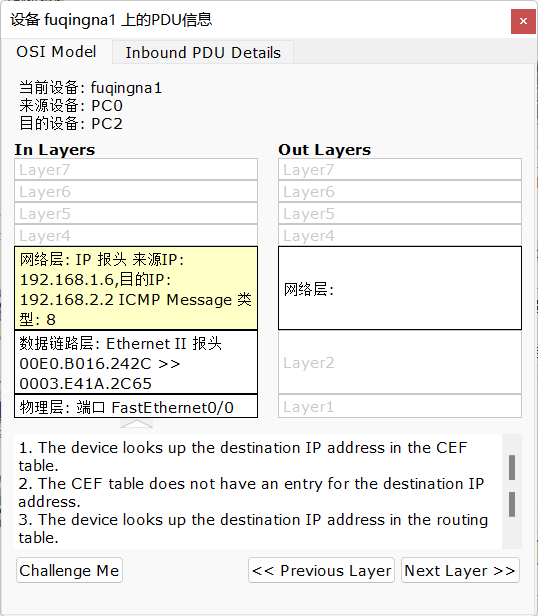 设备 fuqingna1 上的PDU信息
OSI Model
Inbound PDU Details
当前设备: fuqingna1
来源设备: PC0
目的设备: PC2
In Layers
Layer7
Layer6
Layer5
Layer4
网络层: IP 报头 来源IP:
192.168.1.6,目的IP:
192.168.2.2 ICMP Message 类
型: 8
数据链路层: Ethernet II 报头
00E0.B016.242C >>
0003.E41A.2C65
物理层: 端口 FastEthernet0/0
Out Layers
Layer7
Layer6
Layer5
Layer4
网络层:
Layer2
Layer1
1. The device looks up the destination IP address in the CEF
table.
2. The CEF table does not have an entry for the destination IP
address.
3. The device looks up the destination IP address in the routing
table.
Challenge Me
<< Previous Layer
Next Layer >>